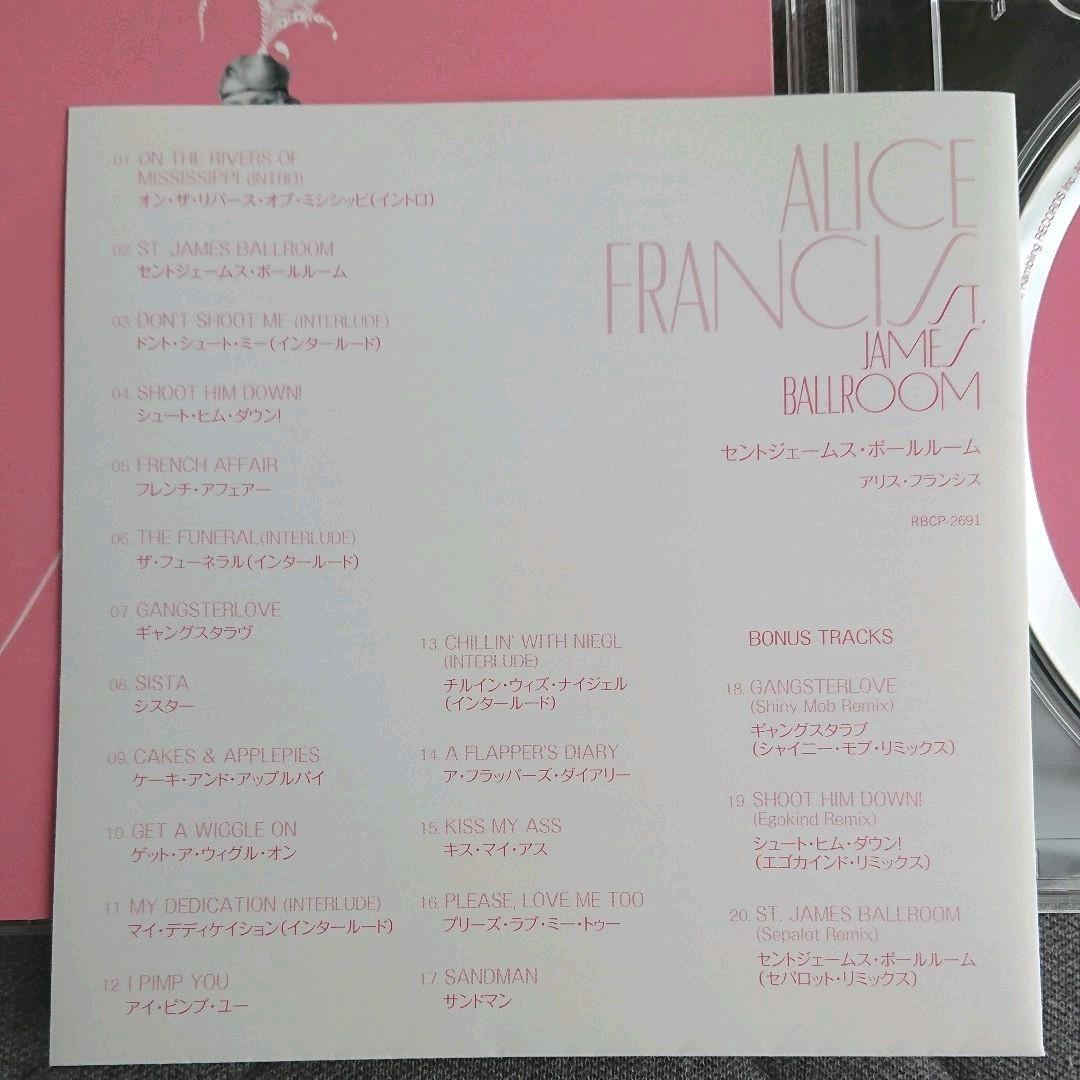 01. ON THE RIVERS OF
MISSISSIPPI (INTRO)
オン・ザ・リバース・オブ・ミシシッピ(イントロ)
02. ST. JAMES BALLROOM
セントジェームス・ボールルーム
03. DON'T SHOOT ME (INTERLUDE)
ドント・シュート・ミー(インタールード)
04. SHOOT HIM DOWN!
シュート・ヒム・ダウン!
05. FRENCH AFFAIR
フレンチ・アフェアー
06. THE FUNERAL(INTERLUDE)
ザ・フューネラル(インタールード)
07. GANGSTERLOVE
ギャングスタラヴ
08. SISTA
シスター
09. CAKES & APPLEPIES
ケーキ・アンド・アップルパイ
10. GET A WIGGLE ON
ゲット・ア・ウィグル・オン
11. MY DEDICATION (INTERLUDE)
マイ・デディケイション(インタールード)
12. I PIMP YOU
アイ・ピンプ・ユー
13. CHILLIN' WITH NIEGL
(INTERLUDE)
チルイン・ウィズ・ナイジェル
(インタールード)
14. A FLAPPER'S DIARY
ア・フラッパーズ・ダイアリー
15. KISS MY ASS
キス・マイ・アス
16. PLEASE, LOVE ME TOO
プリーズ・ラブ・ミー・トゥー
17. SANDMAN
サンドマン
ALICE
FRANCIS
ST.
JAMES
BALLROOM
セントジェームス・ボールルーム
アリス・フランシス
RBCP-2691
BONUS TRACKS
18. GANGSTERLOVE
(Shiny Mob Remix)
ギャングスタラブ
(シャイニー・モブ・リミックス)
19. SHOOT HIM DOWN!
(Egokind Remix)
シュート・ヒム・ダウン!
(エゴカインド・リミックス)
20. ST. JAMES BALLROOM
(Sepalot Remix)
セントジェームス・ボールルーム
(セパロット・リミックス)
Rambling RECORDS Inc.